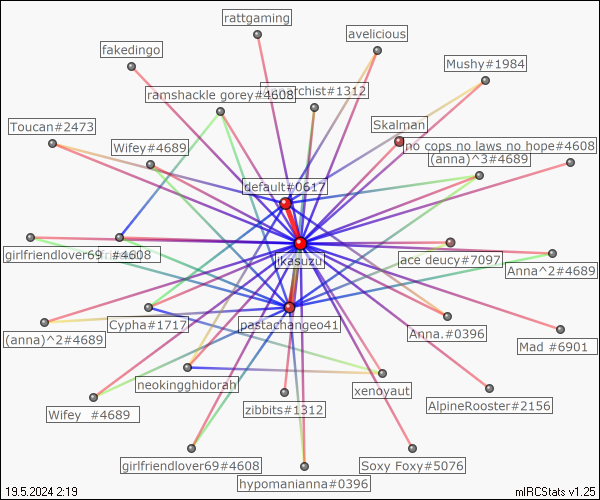 rattgaming
avelicious
fakedingo
Mushy#1984
ramshackle gorey#4608
rchist#1312
Skalman
Toucan#2473
no cops no laws no hope#4608
Wifey#4689
(anna)^3#4689
default#0617
girlfriendlover69
#4608
ikasuzu
ace deucy#7097
Anna^2#4689
Cypha#1717
pastachangeo41
Anna.#0396
(anna)^2#4689
Mad #6901
neokingghidorah
xenoyaut
Wifey #4689
zibbits#1312
AlpineRooster#2156
girlfriendlover69#4608
Soxy Foxy#5076
hypomanianna#0396
19.5.2024 2:19
mIRCStats v1.25